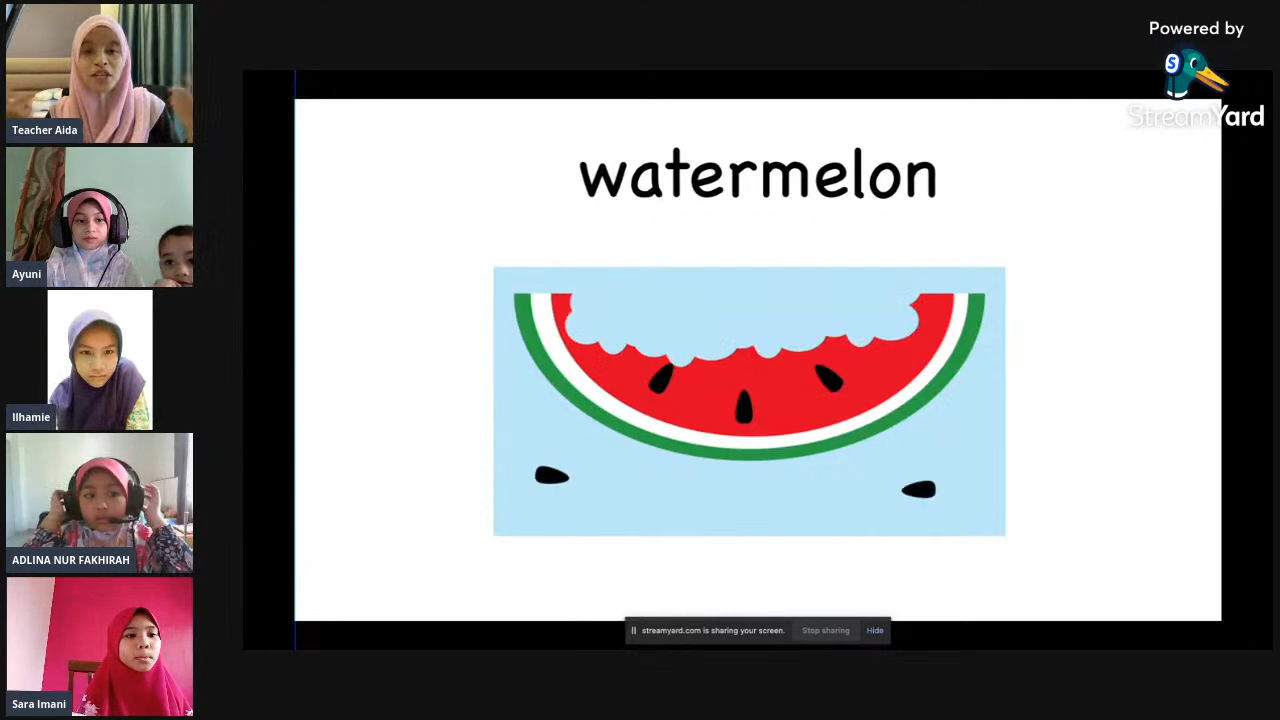 Powered by
S
StreamYard
Teacher Aida
Ayuni
Ilhamie
ADLINA NUR FAKHIRAH
Sara Imani
watermelon
streamyard.com is sharing your screen. Stop sharing Hide